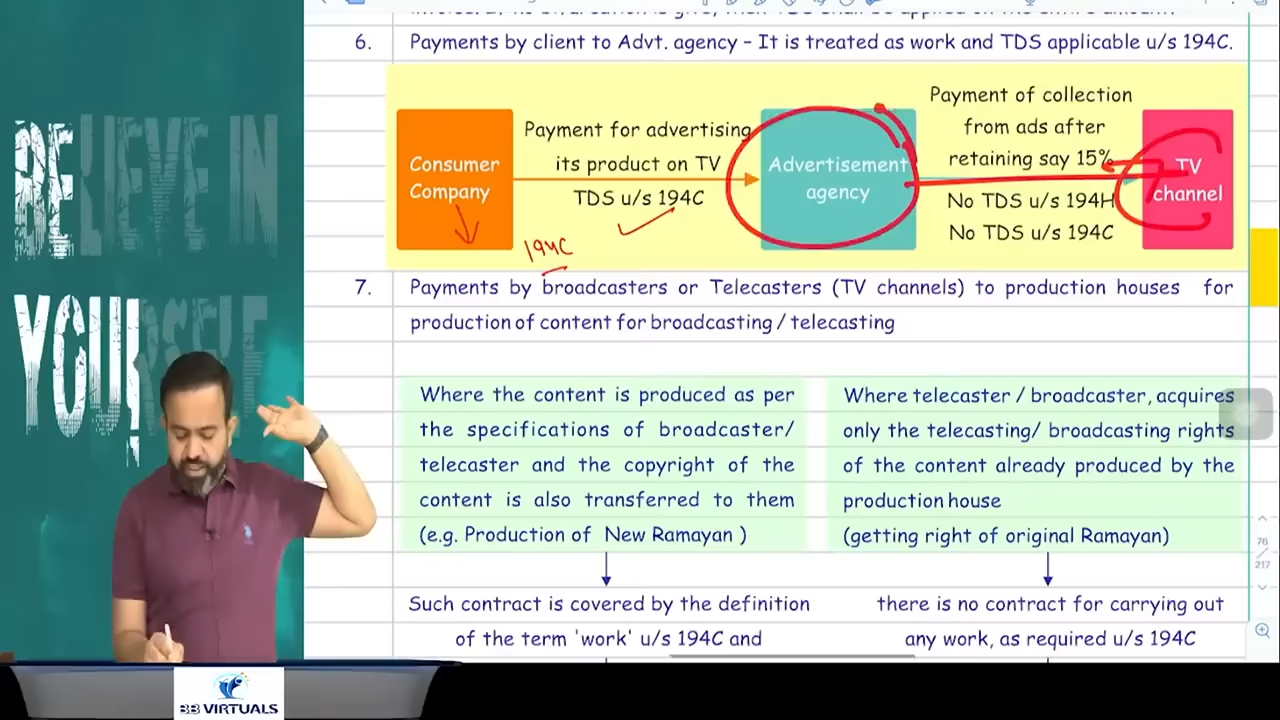 BELIEVE IN
YOURSELF
6. Payments by client to Advt. agency – It is treated as work and TDS applicable u/s 194C.
Consumer
Company
Payment for advertising
its product on TV
TDS u/s 194C
194C
Advertisement
agency
Payment of collection
from ads after
retaining say 15%
No TDS u/s 194H
No TDS u/s 194C
TV
channel
7. Payments by broadcasters or Telecasters (TV channels) to production houses for
production of content for broadcasting / telecasting
Where the content is produced as per
the specifications of broadcaster/
telecaster and the copyright of the
content is also transferred to them
(e.g. Production of New Ramayan )
Where telecaster / broadcaster, acquires
only the telecasting/ broadcasting rights
of the content already produced by the
production house
(getting right of original Ramayan)
Such contract is covered by the definition
of the term 'work' u/s 194C and
there is no contract for carrying out
any work, as required u/s 194C
76
217
BB VIRTUALS